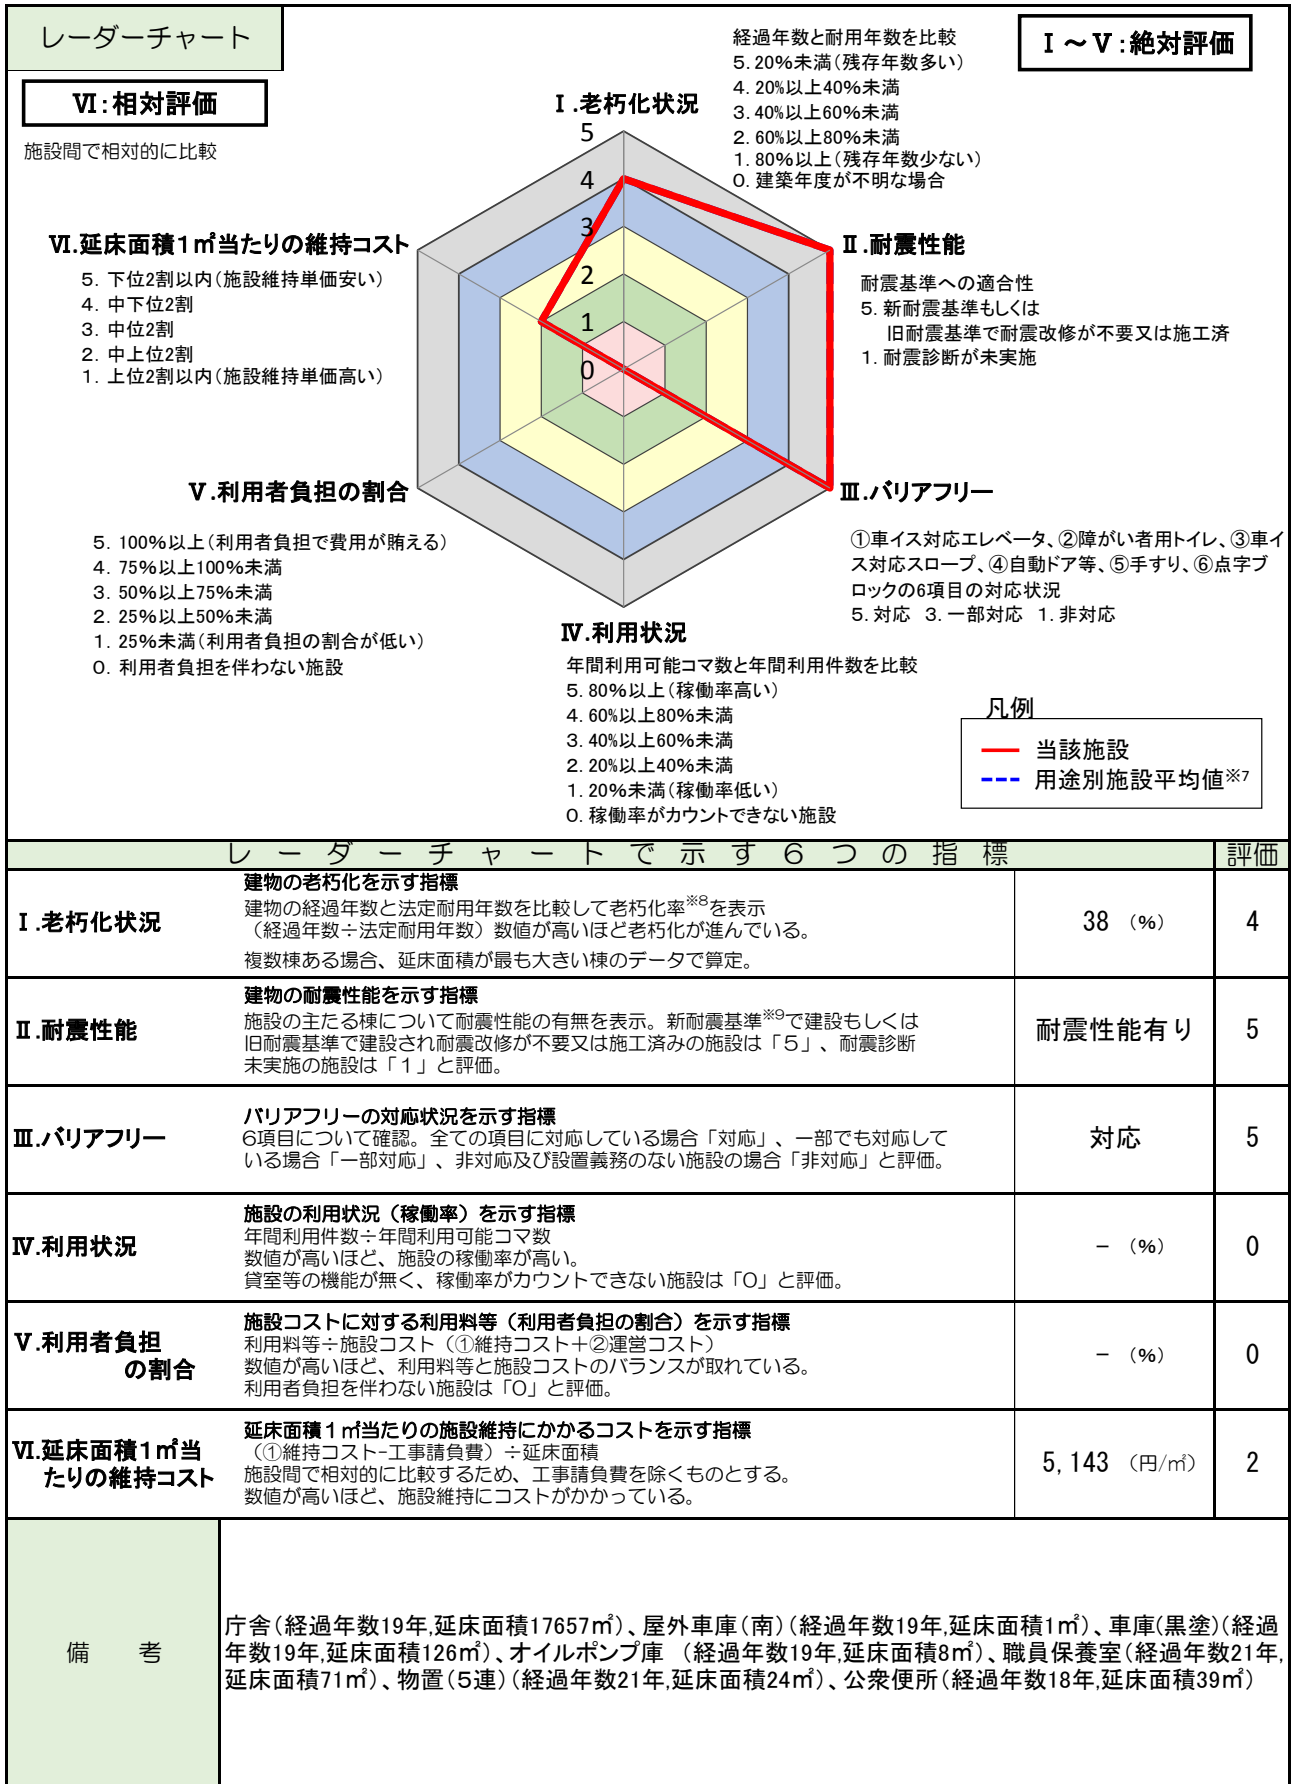 レーダーチャート
Ⅰ～Ⅴ:絶対評価
Ⅵ:相対評価
施設間で相対的に比較
経過年数と耐用年数を比較
5.20%未満(残存年数多い)
4.20%以上40%未満
3.40%以上60%未満
2.60%以上80%未満
1.80%以上(残存年数少ない)
0.建築年度が不明な場合
Ⅰ.老朽化状況
5
4
3
2
1
0
Ⅱ.耐震性能
耐震基準への適合性
5.新耐震基準もしくは
旧耐震基準で耐震改修が不要又は施工済
1.耐震診断が未実施
Ⅵ.延床面積1㎡当たりの維持コスト
5.下位2割以内(施設維持単価安い)
4.中下位2割
3.中位2割
2.中上位2割
1.上位2割以内(施設維持単価高い)
Ⅲ.バリアフリー
①車イス対応エレベータ、②障がい者用トイレ、③車イ
ス対応スロープ、④自動ドア等、⑤手すり、⑥点字ブ
ロックの6項目の対応状況
5.対応 3.一部対応 1.非対応
Ⅴ.利用者負担の割合
5.100%以上(利用者負担で費用が賄える)
4.75%以上100%未満
3.50%以上75%未満
2.25%以上50%未満
1.25%未満(利用者負担の割合が低い)
0.利用者負担を伴わない施設
Ⅳ.利用状況
年間利用可能コマ数と年間利用件数を比較
5.80%以上(稼働率高い)
4.60%以上80%未満
3.40%以上60%未満
2.20%以上40%未満
1.20%未満(稼働率低い)
0.稼働率がカウントできない施設
凡例
当該施設
用途別施設平均値※7
レーダーチャートで示す6つの指標 評価
Ⅰ.老朽化状況
建物の老朽化を示す指標
建物の経過年数と法定耐用年数を比較して老朽化率※8を表示
(経過年数÷法定耐用年数)数値が高いほど老朽化が進んでいる。
複数棟ある場合、延床面積が最も大きい棟のデータで算定。
38 (%) 4
Ⅱ.耐震性能
建物の耐震性能を示す指標
施設の主たる棟について耐震性能の有無を表示。新耐震基準※9で建設もしくは
旧耐震基準で建設され耐震改修が不要又は施工済みの施設は「5」、耐震診断
未実施の施設は「1」と評価。
耐震性能有り 5
Ⅲ.バリアフリー
バリアフリーの対応状況を示す指標
6項目について確認。全ての項目に対応している場合「対応」、一部でも対応して
いる場合「一部対応」、非対応及び設置義務のない施設の場合「非対応」と評価。
対応 5
Ⅳ.利用状況
施設の利用状況(稼働率)を示す指標
年間利用件数÷年間利用可能コマ数
数値が高いほど、施設の稼働率が高い。
貸室等の機能が無く、稼働率がカウントできない施設は「0」と評価。
- (%) 0
Ⅴ.利用者負担
の割合
施設コストに対する利用料等(利用者負担の割合)を示す指標
利用料等÷施設コスト(①維持コスト+②運営コスト)
数値が高いほど、利用料等と施設コストのバランスが取れている。
利用者負担を伴わない施設は「0」と評価。
- (%) 0
Ⅵ.延床面積1㎡当
たりの維持コスト
延床面積1㎡当たりの施設維持にかかるコストを示す指標
(①維持コスト-工事請負費)÷延床面積
施設間で相対的に比較するため、工事請負費を除くものとする。
数値が高いほど、施設維持にコストがかかっている。
5,143 (円/㎡) 2
備 考
庁舎(経過年数19年,延床面積17657㎡)、屋外車庫(南)(経過年数19年,延床面積1㎡)、車庫(黒塗)(経過
年数19年,延床面積126㎡)、オイルポンプ庫 (経過年数19年,延床面積8㎡)、職員保養室(経過年数21年,
延床面積71㎡)、物置(5連)(経過年数21年,延床面積24㎡)、公衆便所(経過年数18年,延床面積39㎡)